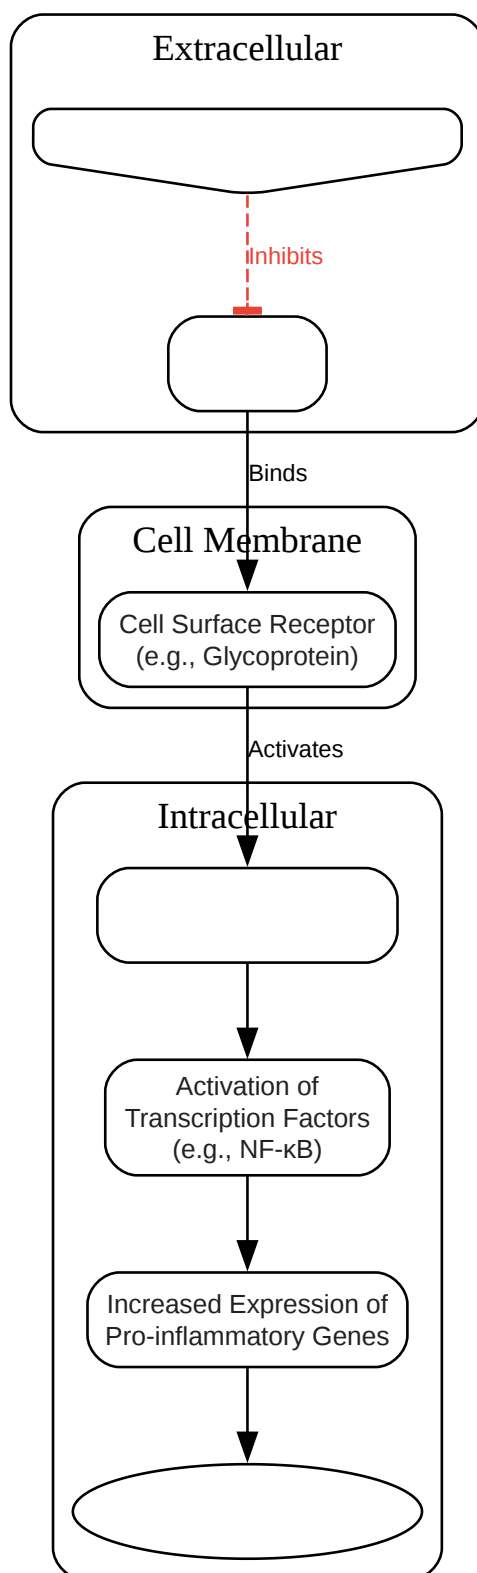 Extracellular
Inhibits
Binds
Cell Membrane
Cell Surface Receptor
(e.g., Glycoprotein)
Activates
Intracellular
Activation of
Transcription Factors
(e.g., NF-κB)
Increased Expression of
Pro-inflammatory Genes